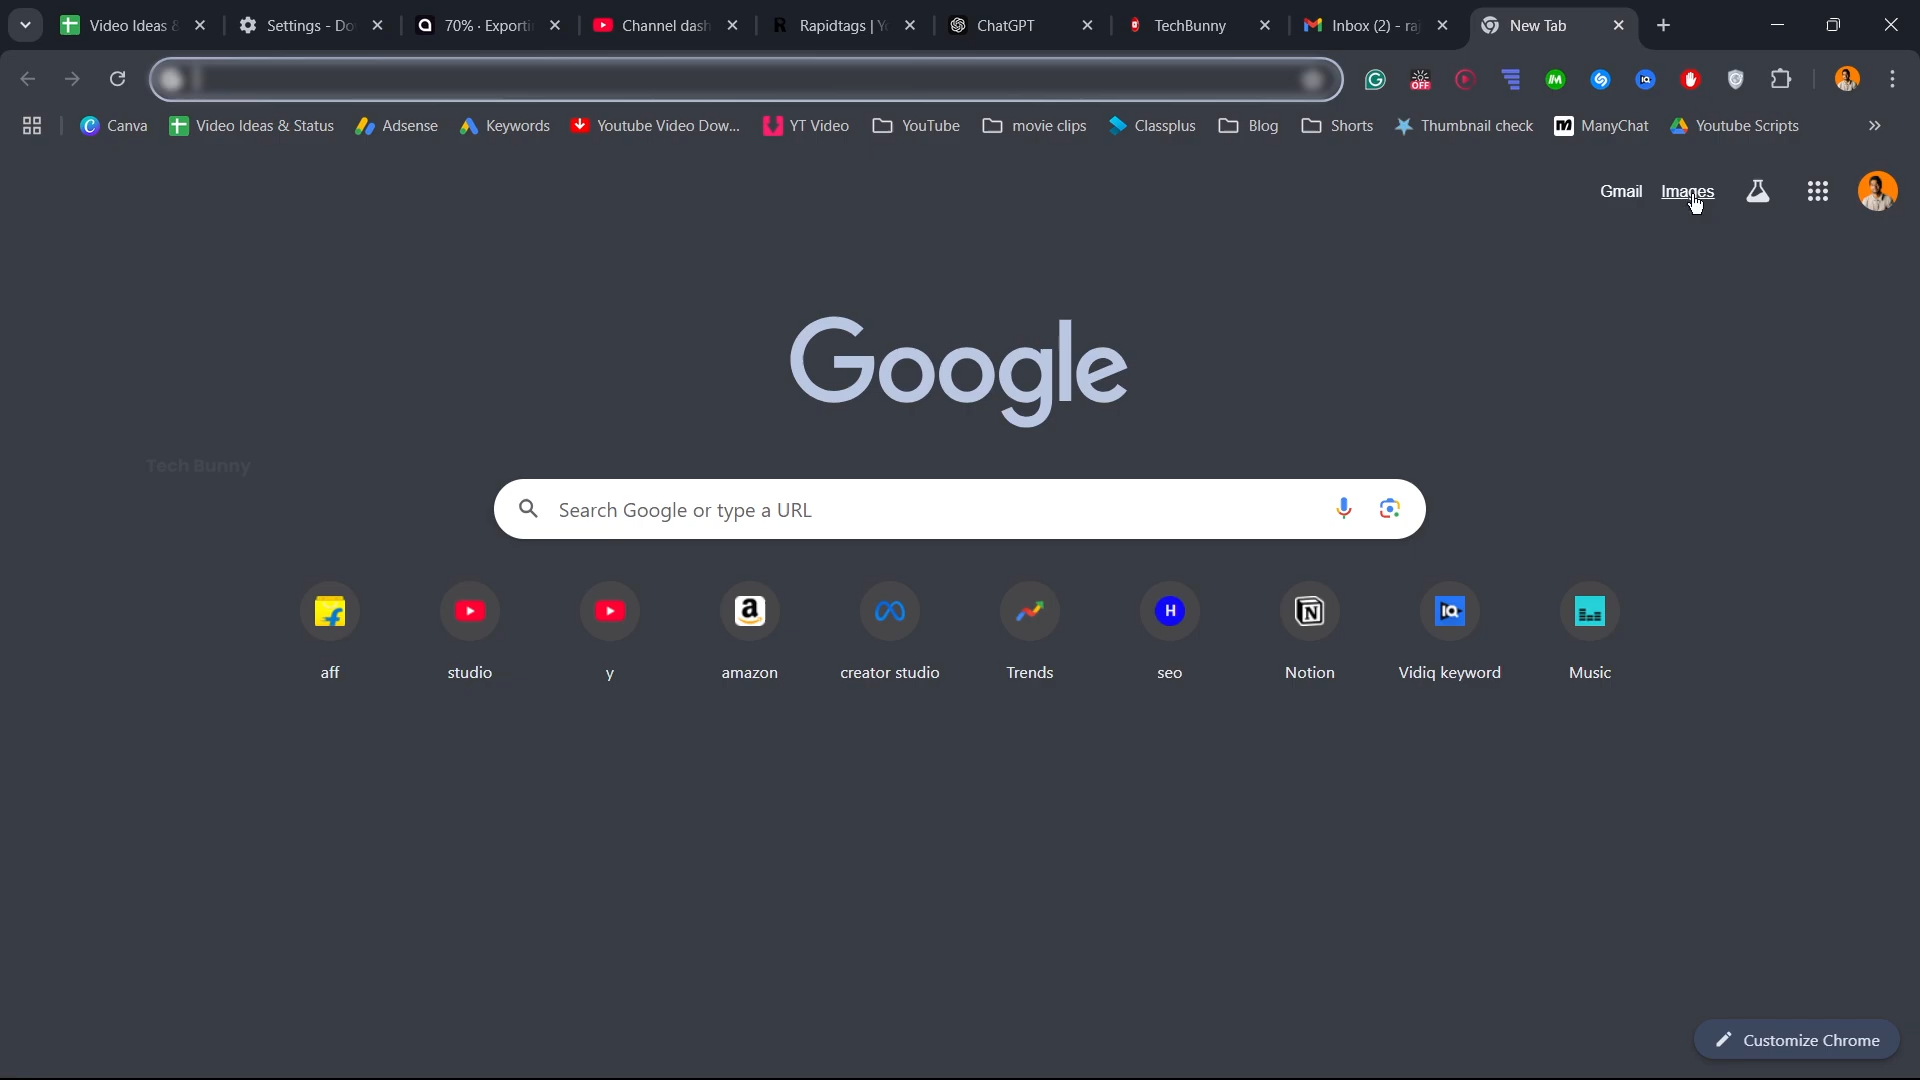 Video Ideas & Settings - Do 70% · Exporti Channel dash Rapidtags | Yo ChatGPT TechBunny Inbox (2) - raj New Tab
OFF
Canva Video Ideas & Status Adsense Keywords Youtube Video Dow... YT Video YouTube movie clips Classplus Blog Shorts Thumbnail check ManyChat Youtube Scripts »
Gmail Images
Google
Tech Bunny
Search Google or type a URL
aff studio y amazon creator studio Trends seo Notion Vidiq keyword Music
Customize Chrome